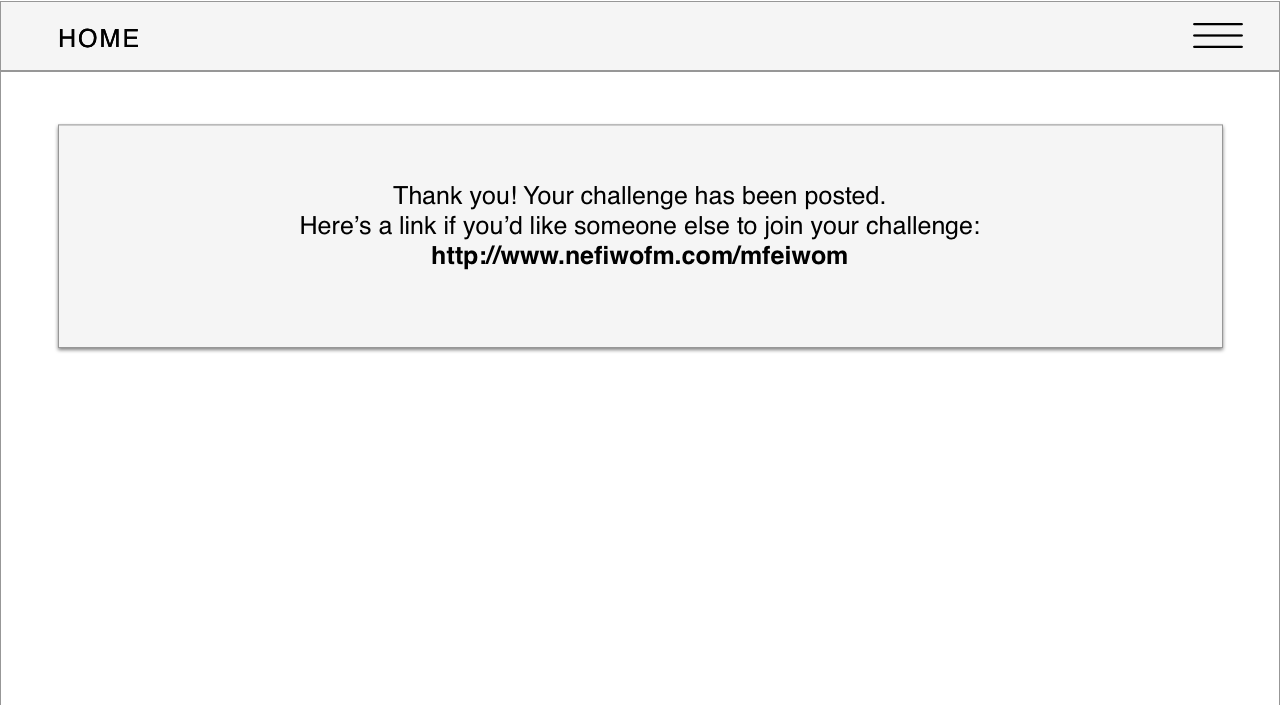 HOME
Thank you! Your challenge has been posted.
Here’s a link if you’d like someone else to join your challenge:
http://www.nefiwofm.com/mfeiwom